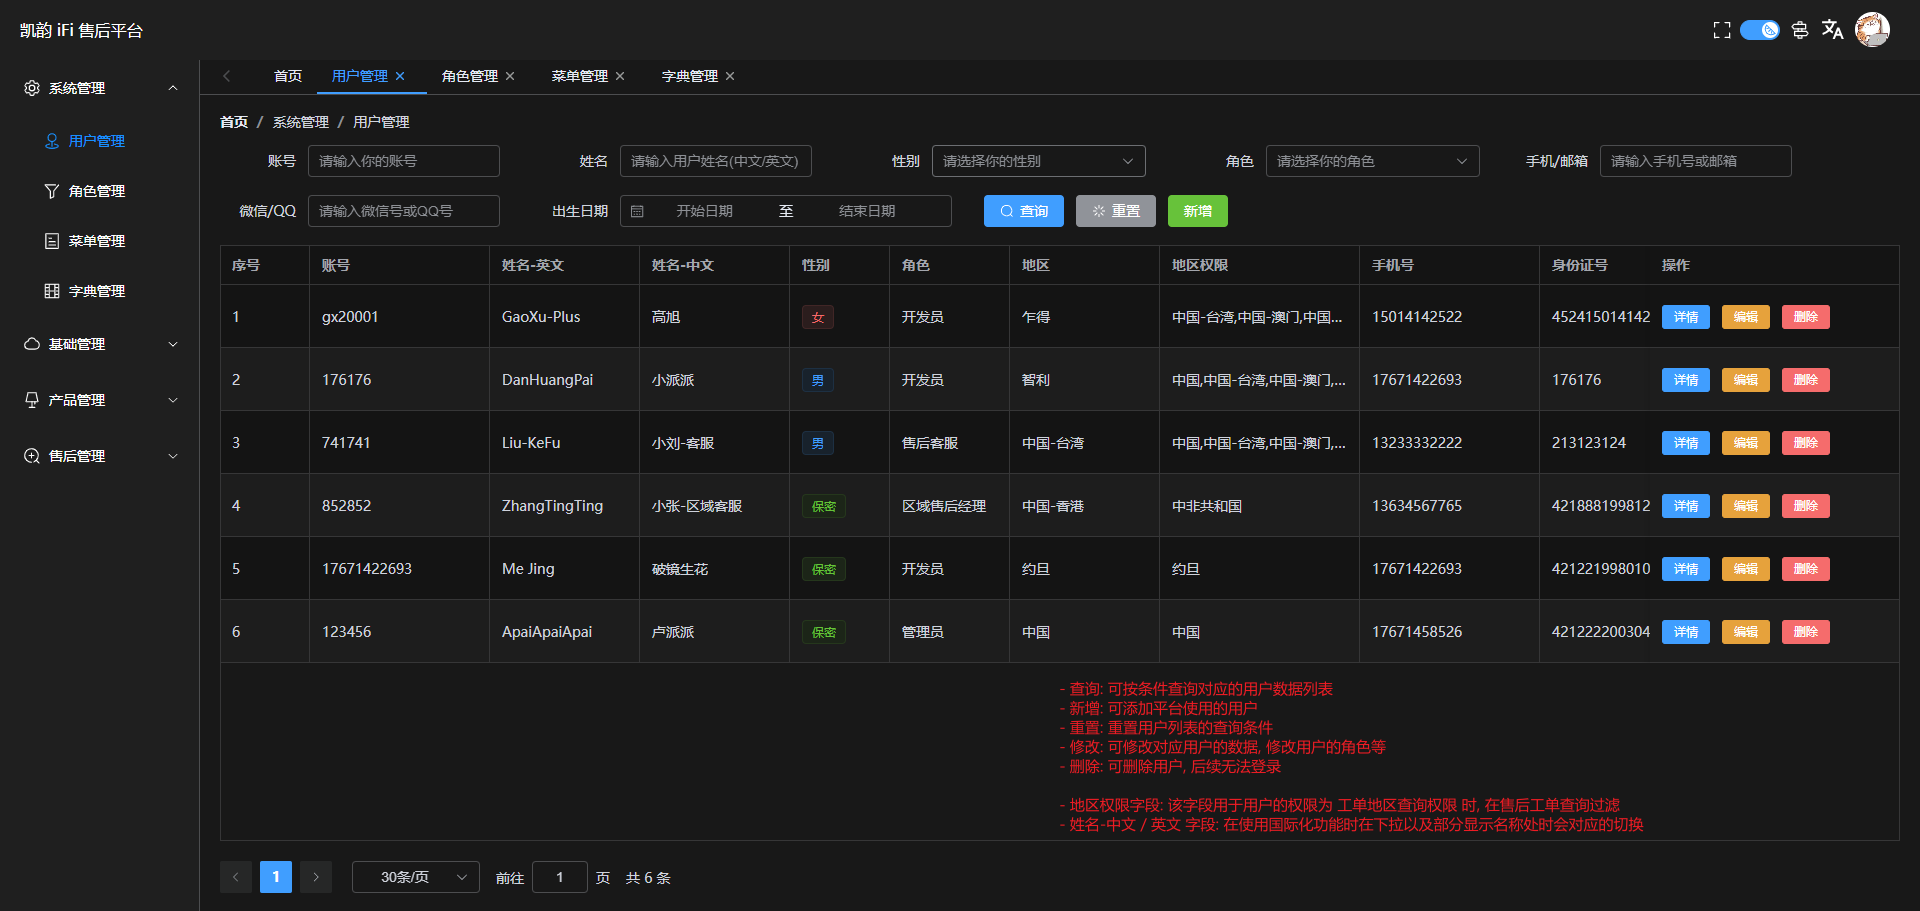 凯韵 iFi 售后平台
系统管理
用户管理
角色管理
菜单管理
字典管理
基础管理
产品管理
售后管理
首页 用户管理 角色管理 菜单管理 字典管理
首页 / 系统管理 / 用户管理
账号 请输入你的账号 姓名 请输入用户姓名(中文/英文) 性别 请选择你的性别 角色 请选择你的角色 手机/邮箱 请输入手机号或邮箱
微信/QQ 请输入微信号或QQ号 出生日期 开始日期 至 结束日期 查询 重置 新增
序号 账号 姓名-英文 姓名-中文 性别 角色 地区 地区权限 手机号 身份证号 操作
1 gx20001 GaoXu-Plus 高旭 女 开发员 乍得 中国-台湾,中国-澳门,中国... 15014142522 452415014142 详情 编辑 删除
2 176176 DanHuangPai 小派派 男 开发员 智利 中国,中国-台湾,中国-澳门,... 17671422693 176176 详情 编辑 删除
3 741741 Liu-KeFu 小刘-客服 男 售后客服 中国-台湾 中国,中国-台湾,中国-澳门,... 13233332222 213123124 详情 编辑 删除
4 852852 ZhangTingTing 小张-区域客服 保密 区域售后经理 中国-香港 中非共和国 13634567765 421888199812 详情 编辑 删除
5 17671422693 Me Jing 破镜生花 保密 开发员 约旦 约旦 17671422693 421221998010 详情 编辑 删除
6 123456 ApaiApaiApai 卢派派 保密 管理员 中国 中国 17671458526 421222200304 详情 编辑 删除
- 查询: 可按条件查询对应的用户数据列表
- 新增: 可添加平台使用的用户
- 重置: 重置用户列表的查询条件
- 修改: 可修改对应用户的数据, 修改用户的角色等
- 删除: 可删除用户, 后续无法登录
- 地区权限字段: 该字段用于用户的权限为 工单地区查询权限 时, 在售后工单查询过滤
- 姓名-中文 / 英文 字段: 在使用国际化功能时在下拉以及部分显示名称处时会对应的切换
1 30条/页 前往 1 页 共 6 条